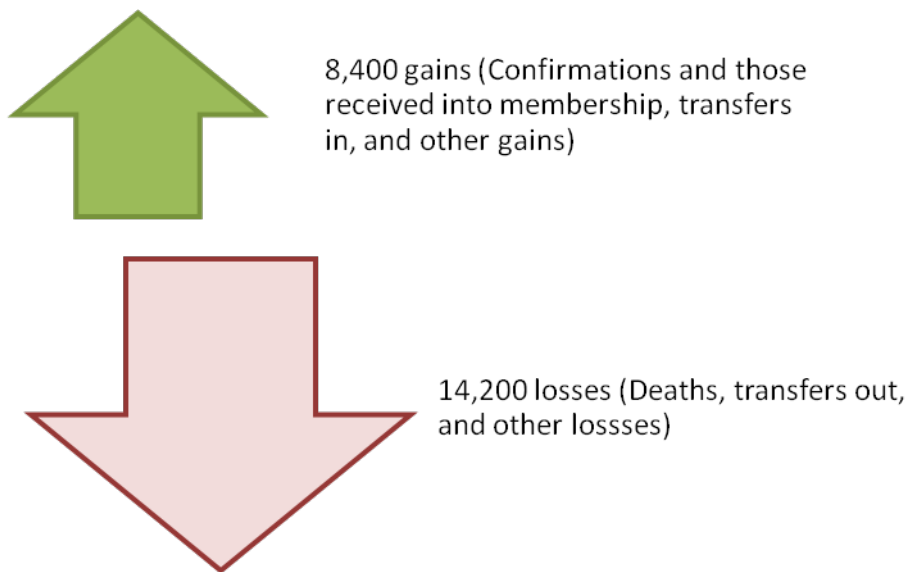 8,400 gains (Confirmations and those
received into membership, transfers
in, and other gains)
14,200 losses (Deaths, transfers out,
and other lossses)